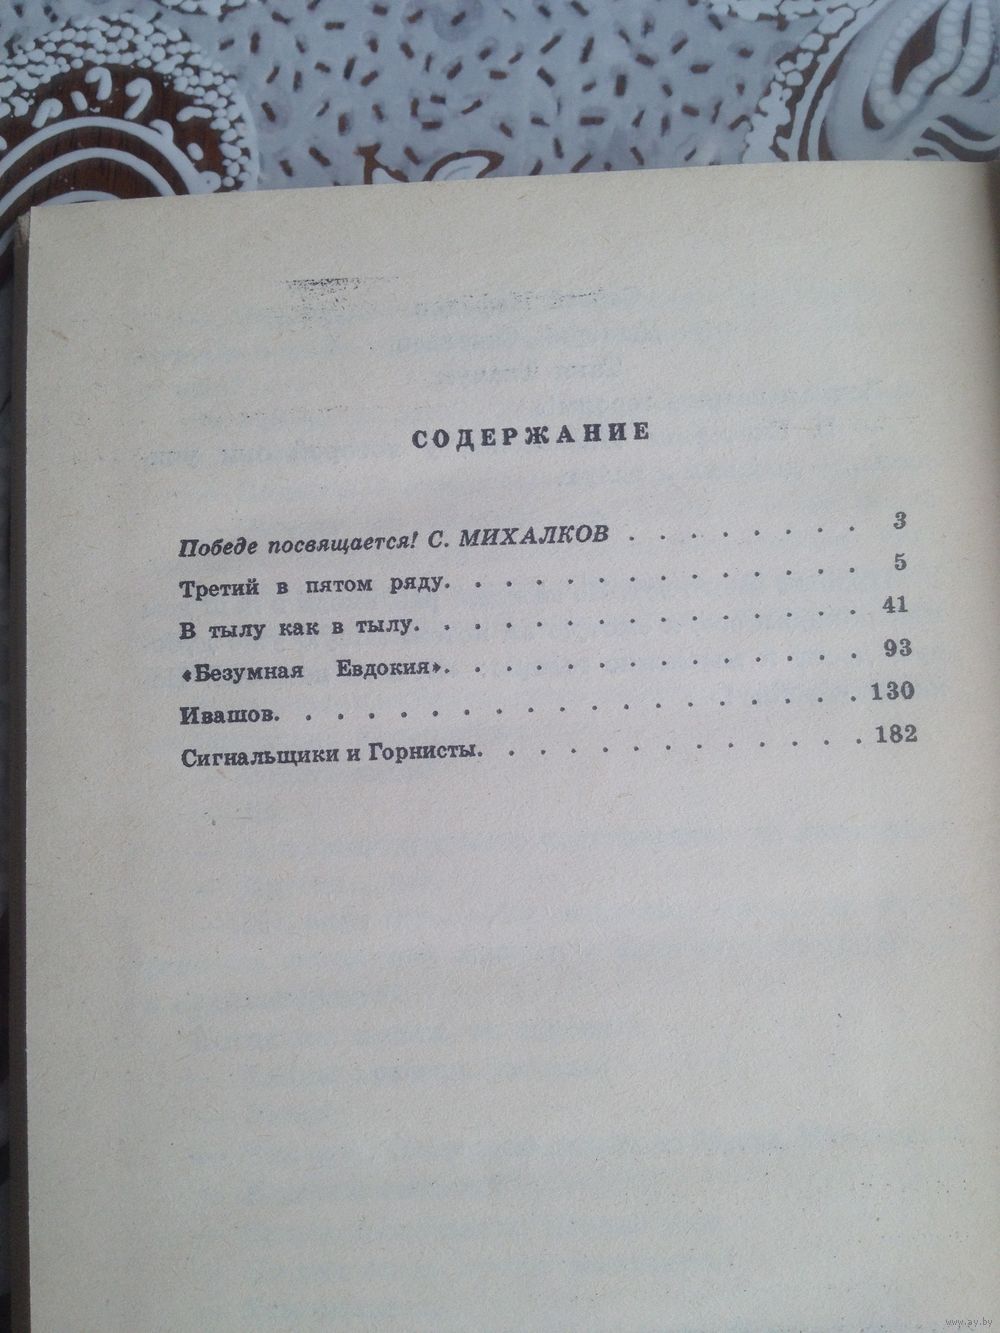 СОДЕРЖАНИЕ
Победе посвящается! С. МИХАЛКОВ . . . . . . . . 3
Третий в пятом ряду. . . . . . . . . . . . . 5
В тылу как в тылу. . . . . . . . . . . . . . 41
«Безумная Евдокия». . . . . . . . . . . . . 93
Ивашов. . . . . . . . . . . . . . . . . . . 130
Сигнальщики и Горнисты. . . . . . . . . . . . 182
www.ay.by